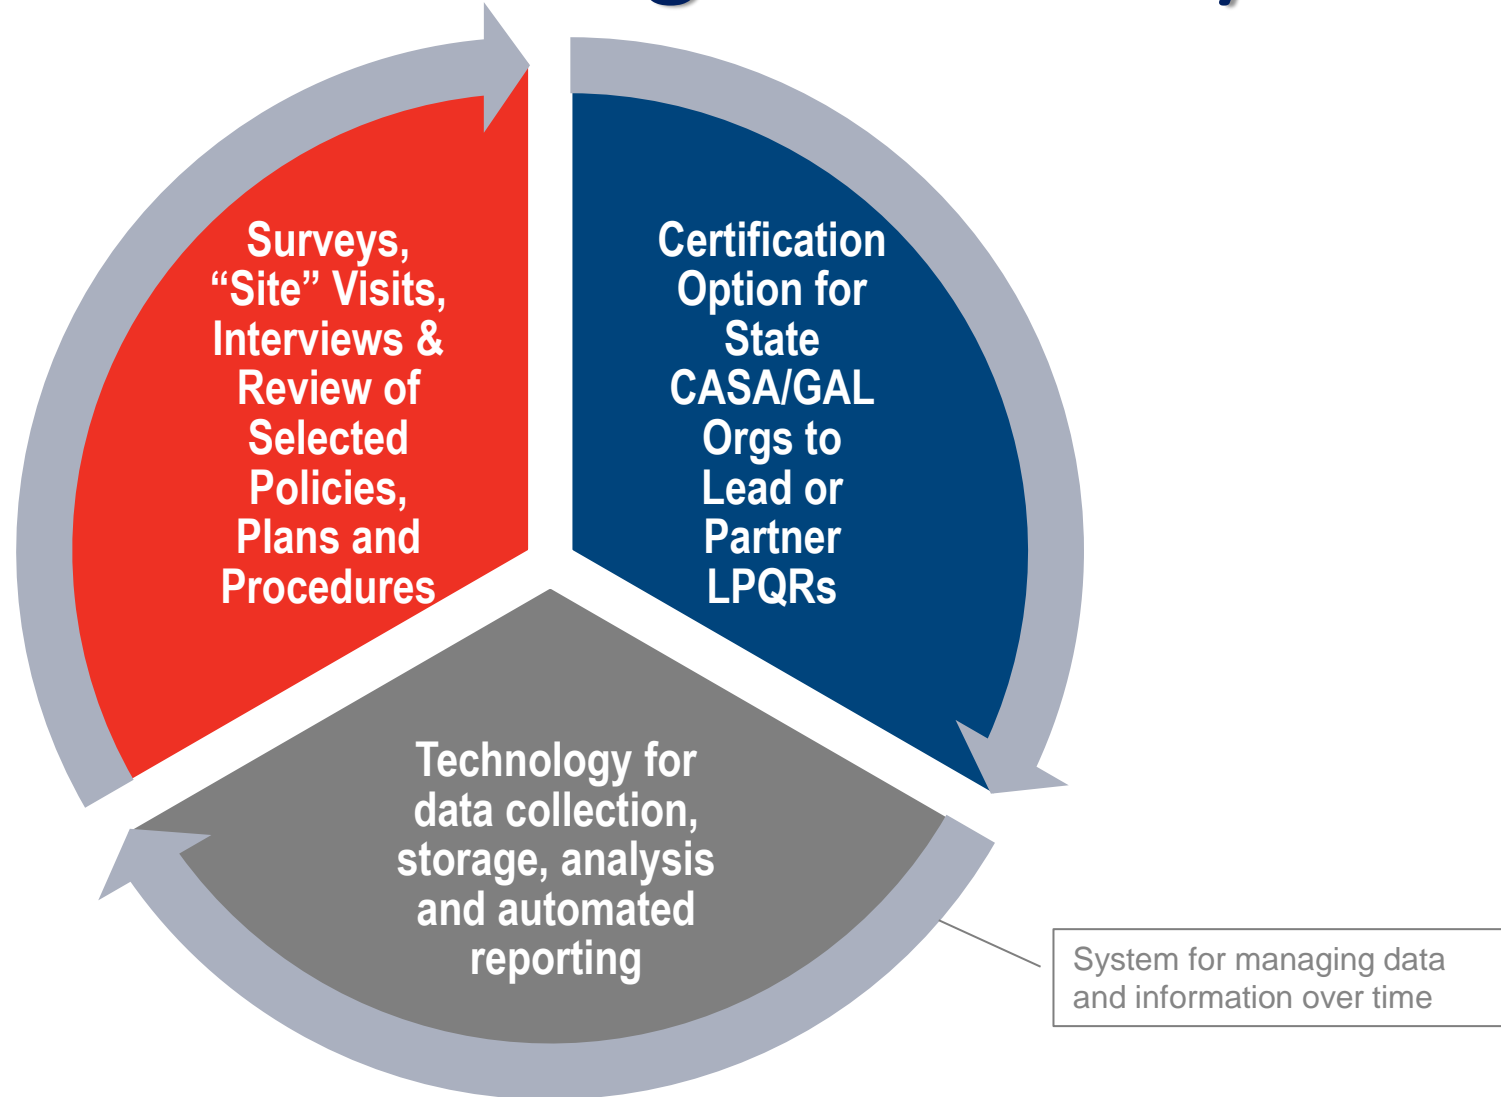 Surveys,
“Site” Visits,
Interviews &
Review of
Selected
Policies,
Plans and
Procedures
Certification
Option for
State
CASA/GAL
Orgs to
Lead or
Partner
LPQRs
Technology for
data collection,
storage, analysis
and automated
reporting
System for managing data
and information over time